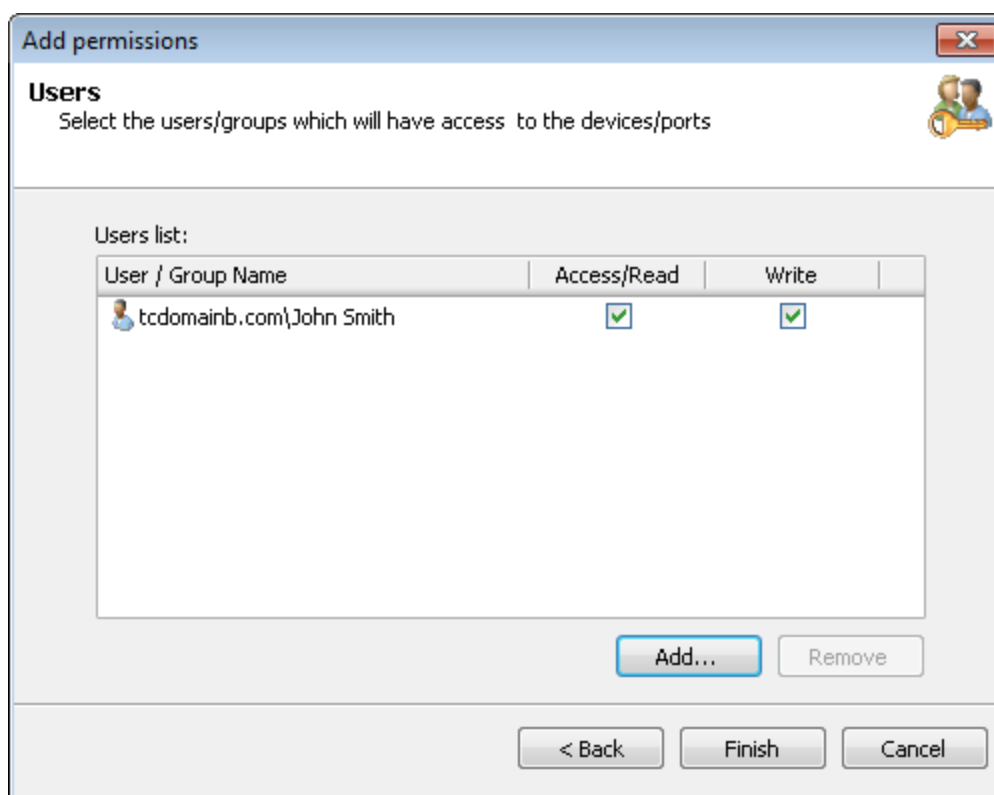 Add permissions
Users
Select the users/groups which will have access  to the devices/ports
Users list:
User / Group Name Access/Read Write
tcdomainb.com\John Smith
Add... Remove
< Back Finish Cancel